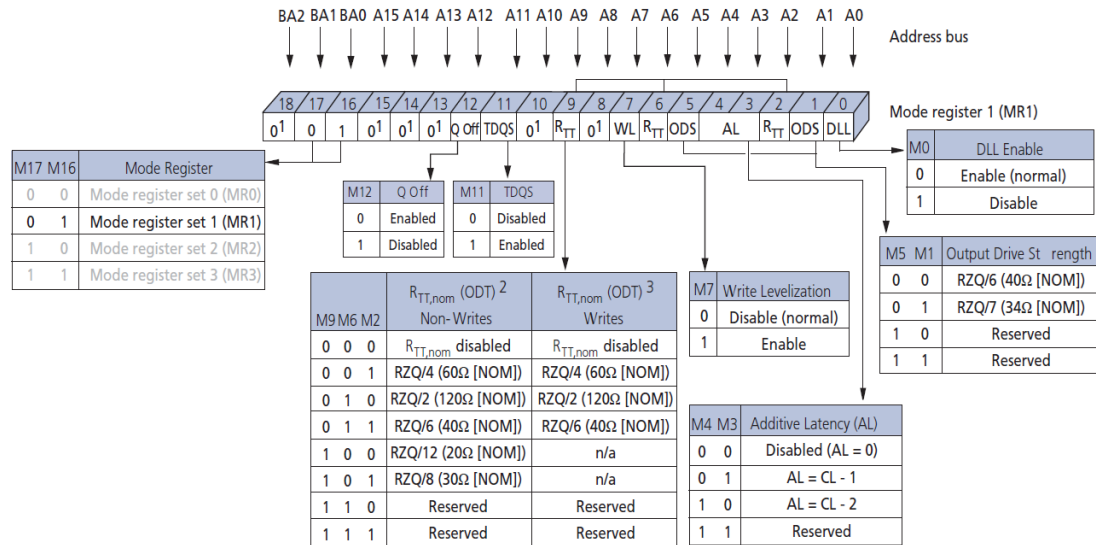 BA2 BA1 BA0 A15 A14 A13 A12 A11 A10 A9 A8 A7 A6 A5 A4 A3 A2 A1 A0
Address bus
18 17 16 15 14 13 12 11 10 9 8 7 6 5 4 3 2 1 0
Mode register 1 (MR1)
0¹ 0 1 0¹ 0¹ 0¹ Q Off TDQS 0¹ RTT 0¹ WL RTT ODS AL RTT ODS DLL
M17 M16 Mode Register
0 0 Mode register set 0 (MR0)
0 1 Mode register set 1 (MR1)
1 0 Mode register set 2 (MR2)
1 1 Mode register set 3 (MR3)
M12 Q Off
0 Enabled
1 Disabled
M11 TDQS
0 Disabled
1 Enabled
M0 DLL Enable
0 Enable (normal)
1 Disable
M5 M1 Output Drive St rength
0 0 RZQ/6 (40Ω [NOM])
0 1 RZQ/7 (34Ω [NOM])
1 0 Reserved
1 1 Reserved
M9 M6 M2 RTT,nom (ODT) ² Non-Writes RTT,nom (ODT) ³ Writes
0 0 0 RTT,nom disabled RTT,nom disabled
0 0 1 RZQ/4 (60Ω [NOM]) RZQ/4 (60Ω [NOM])
0 1 0 RZQ/2 (120Ω [NOM]) RZQ/2 (120Ω [NOM])
0 1 1 RZQ/6 (40Ω [NOM]) RZQ/6 (40Ω [NOM])
1 0 0 RZQ/12 (20Ω [NOM]) n/a
1 0 1 RZQ/8 (30Ω [NOM]) n/a
1 1 0 Reserved Reserved
1 1 1 Reserved Reserved
M7 Write Levelization
0 Disable (normal)
1 Enable
M4 M3 Additive Latency (AL)
0 0 Disabled (AL = 0)
0 1 AL = CL - 1
1 0 AL = CL - 2
1 1 Reserved